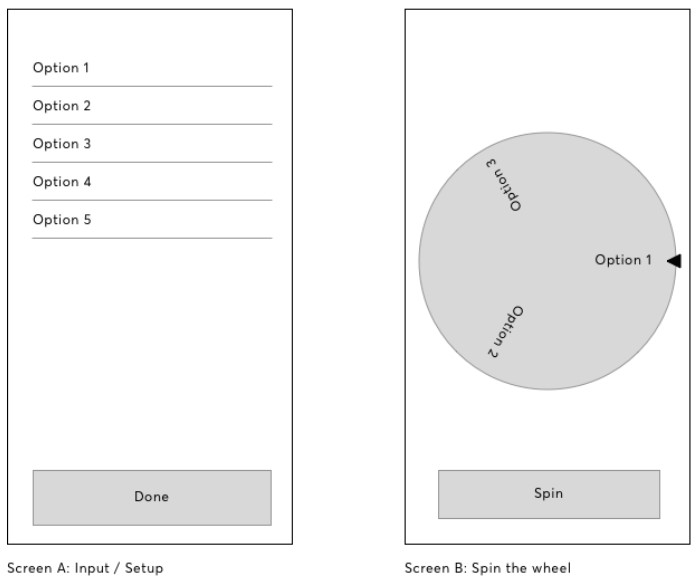 Option 1
Option 2
Option 3
Option 4
Option 5
Done
Screen A: Input / Setup
Option 3
Option 1
Option 2
Spin
Screen B: Spin the wheel